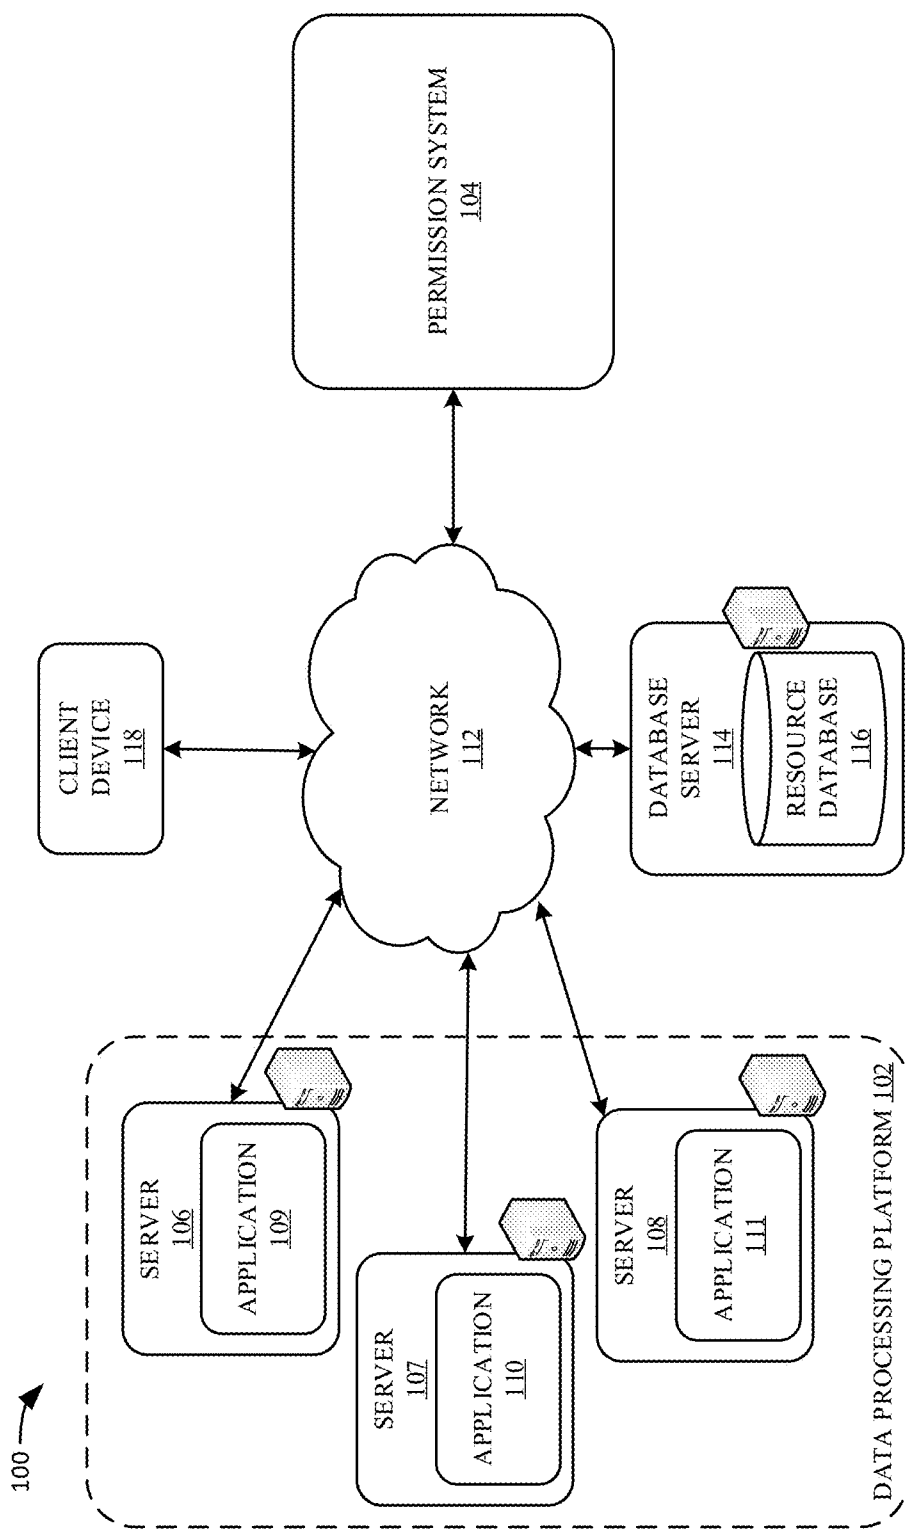 100
SERVER
106
APPLICATION
109
SERVER
107
APPLICATION
110
SERVER
108
APPLICATION
111
DATA PROCESSING PLATFORM 102
CLIENT
DEVICE
118
NETWORK
112
DATABASE
SERVER
114
RESOURCE
DATABASE
116
PERMISSION SYSTEM
104